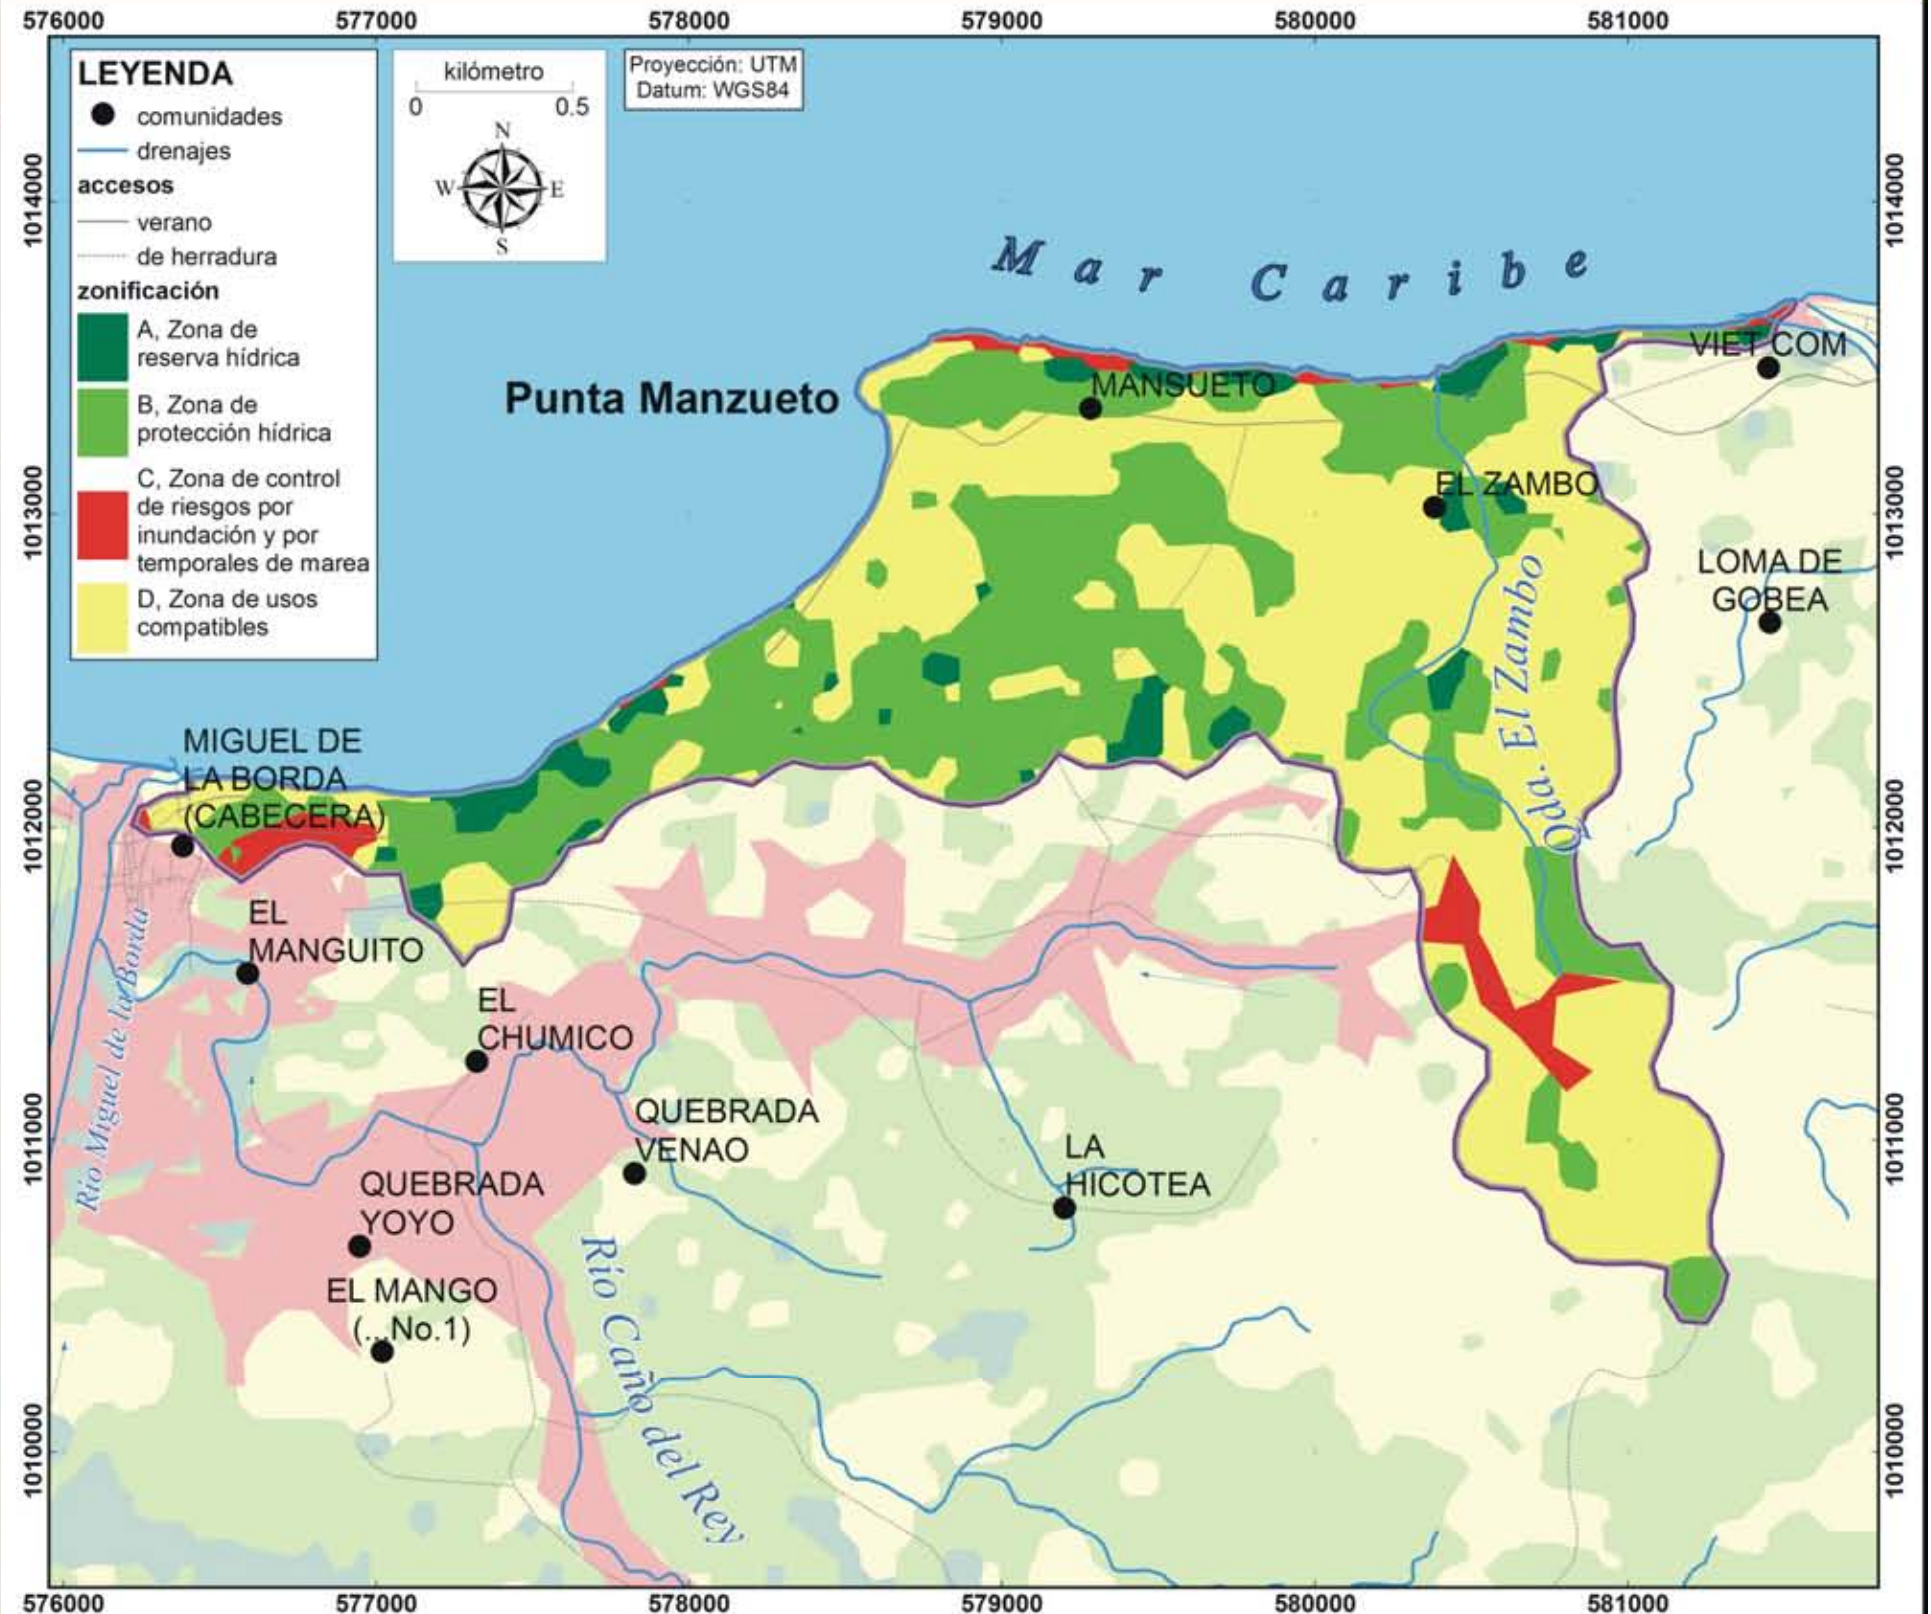 576000 577000 578000 579000 580000 581000
LEYENDA
comunidades
drenajes
accesos
verano
de herradura
zonificación
A, Zona de
reserva hídrica
B, Zona de
protección hídrica
C, Zona de control
de riesgos por
inundación y por
temporales de marea
D, Zona de usos
compatibles
kilómetro
0 0.5
N
W E
S
Proyección: UTM
Datum: WGS84
1014000 1014000
Mar Caribe
VIET COM
Punta Manzueto
MANSUETO
EL ZAMBO
1013000 1013000
LOMA DE
GOBEA
Qda. El Zambo
MIGUEL DE
LA BORDA
(CABECERA)
1012000 1012000
EL
MANGUITO
Río Miguel de la Borda
EL
CHUMICO
QUEBRADA
VENAO
1011000 1011000
LA
HICOTEA
QUEBRADA
YOYO
EL MANGO
(...No.1)
Río Caño del Rey
1010000 1010000
576000 577000 578000 579000 580000 581000